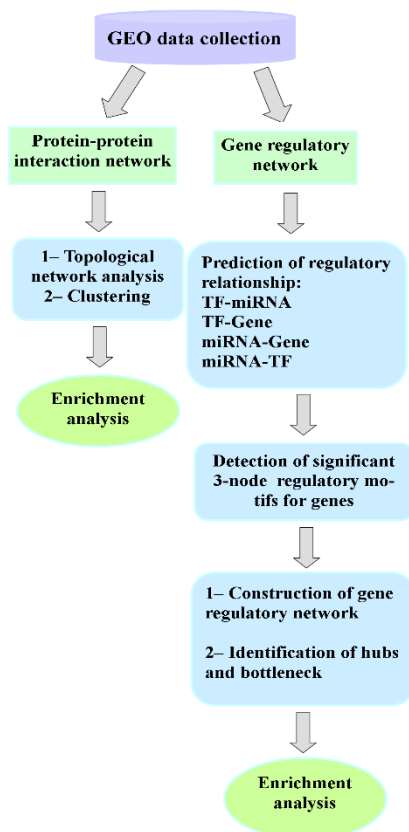 GEO data collection
Protein-protein
interaction network
1– Topological
network analysis
2– Clustering
Enrichment
analysis
Gene regulatory
network
Prediction of regulatory
relationship:
TF-miRNA
TF-Gene
miRNA-Gene
miRNA-TF
Detection of significant
3-node regulatory mo-
tifs for genes
1– Construction of gene
regulatory network
2– Identification of hubs
and bottleneck
Enrichment
analysis